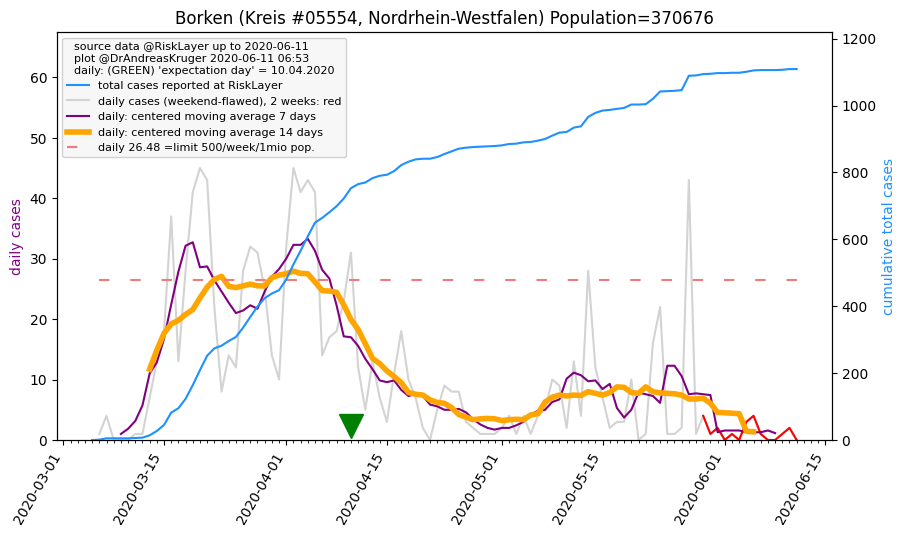 Borken (Kreis #05554, Nordrhein-Westfalen) Population=370676
source data @RiskLayer up to 2020-06-11
plot @DrAndreasKruger 2020-06-11 06:53
daily: (GREEN) 'expectation day' = 10.04.2020
total cases reported at RiskLayer
daily cases (weekend-flawed), 2 weeks: red
daily: centered moving average 7 days
daily: centered moving average 14 days
daily 26.48 =limit 500/week/1mio pop.
daily cases
60
50
40
30
20
10
0
cumulative total cases
1200
1000
800
600
400
200
0
2020-03-01
2020-03-15
2020-04-01
2020-04-15
2020-05-01
2020-05-15
2020-06-01
2020-06-15